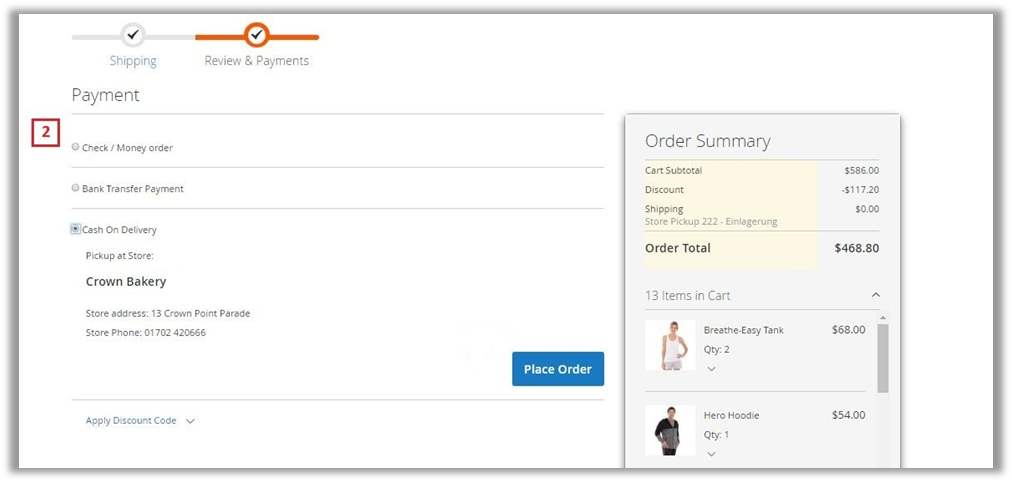 Shipping
Review & Payments
Payment
2
Check / Money order
Bank Transfer Payment
Cash On Delivery
Pickup at Store:
Crown Bakery
Store address: 13 Crown Point Parade
Store Phone: 01702 420666
Place Order
Apply Discount Code
Order Summary
Cart Subtotal $586.00
Discount -$117.20
Shipping $0.00
Store Pickup 222 - Einlagerung
Order Total $468.80
13 Items in Cart
Breathe-Easy Tank $68.00
Qty: 2
Hero Hoodie $54.00
Qty: 1